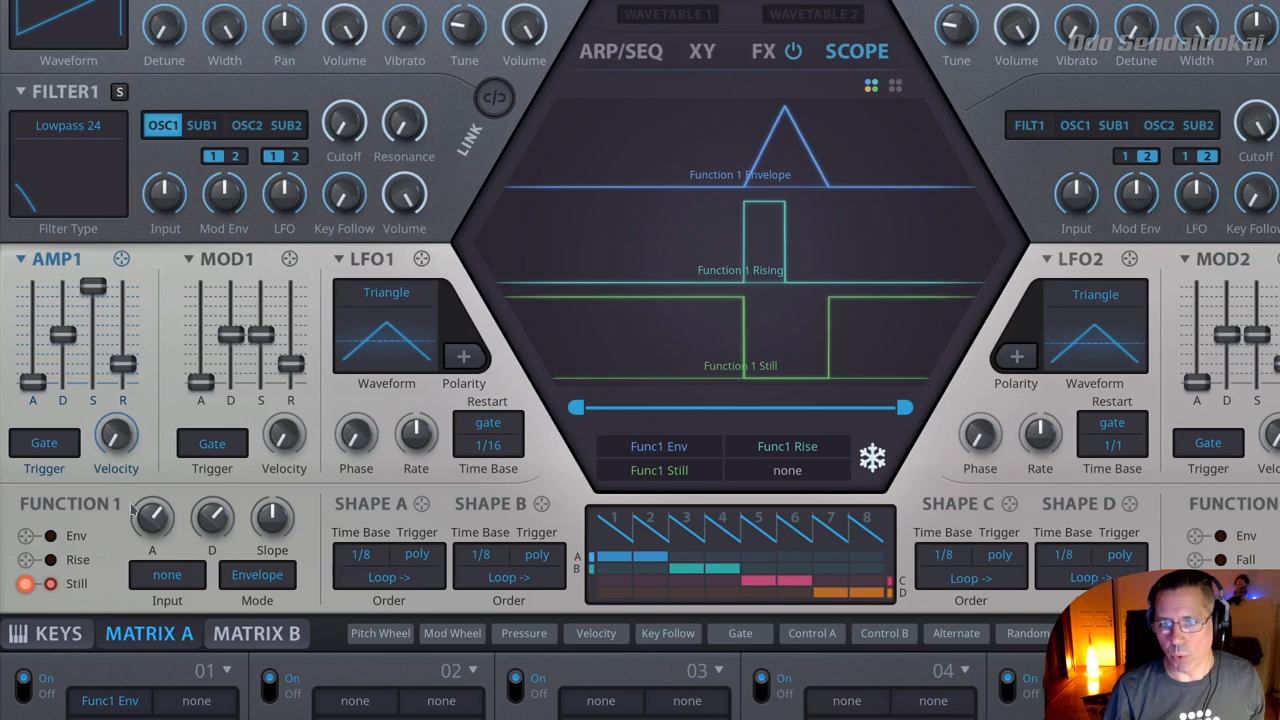 WAVETABLE 1 WAVETABLE 2
Odo Sendaidokai
Waveform Detune Width Pan Volume Vibrato Tune Volume
ARP/SEQ XY FX SCOPE
Tune Volume Vibrato Detune Width Pan
FILTER1 S
LINK
Lowpass 24
OSC1 SUB1 OSC2 SUB2
1 2 1 2
Cutoff Resonance
Filter Type Input Mod Env LFO Key Follow Volume
FILT1 OSC1 SUB1 OSC2 SUB2
1 2 1 2
Cutoff
Input Mod Env LFO Key Follow
Function 1 Envelope
Function 1 Rising
Function 1 Still
Func1 Env Func1 Rise
Func1 Still none
AMP1 MOD1 LFO1
Triangle
Waveform Polarity
A D S R A D S R
Restart
gate
1/16
Gate Gate
Trigger Velocity Trigger Velocity Phase Rate Time Base
LFO2 MOD2
Triangle
Polarity Waveform
A D S
Restart
gate
1/1
Gate
Phase Rate Time Base Trigger
FUNCTION 1
Env
Rise
Still
A D Slope
none Envelope
Input Mode
SHAPE A SHAPE B
Time Base Trigger Time Base Trigger
1/8 poly 1/8 poly
Loop -> Loop ->
Order Order
1 2 3 4 5 6 7 8
A
B
C
D
SHAPE C SHAPE D
Time Base Trigger Time Base Trigger
1/8 poly 1/8 poly
Loop -> Loop ->
Order
FUNCTION
Env
Fall
KEYS MATRIX A MATRIX B Pitch Wheel Mod Wheel Pressure Velocity Key Follow Gate Control A Control B Alternate Random
On Off 01 On Off 02 On Off 03 On Off 04 On Off
Func1 Env none none none none none none none